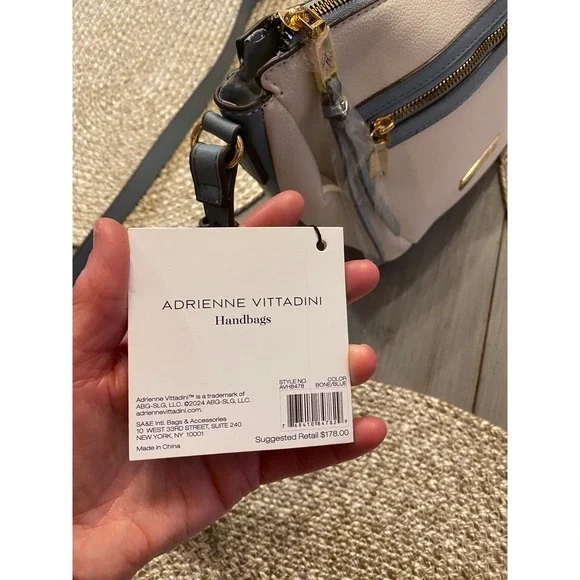 ADRIENNE VITTADINI
Handbags
STYLE NO.
AVH8478
COLOR
BONE/BLUE
Adrienne Vittadini™ is a trademark of
ABG-SLG, LLC. ©2024 ABG-SLG, LLC.
adriennevittadini.com
SA&E Intl. Bags & Accessories
10 WEST 33RD STREET, SUITE 240
NEW YORK, NY 10001
Made in China
Suggested Retail $178.00